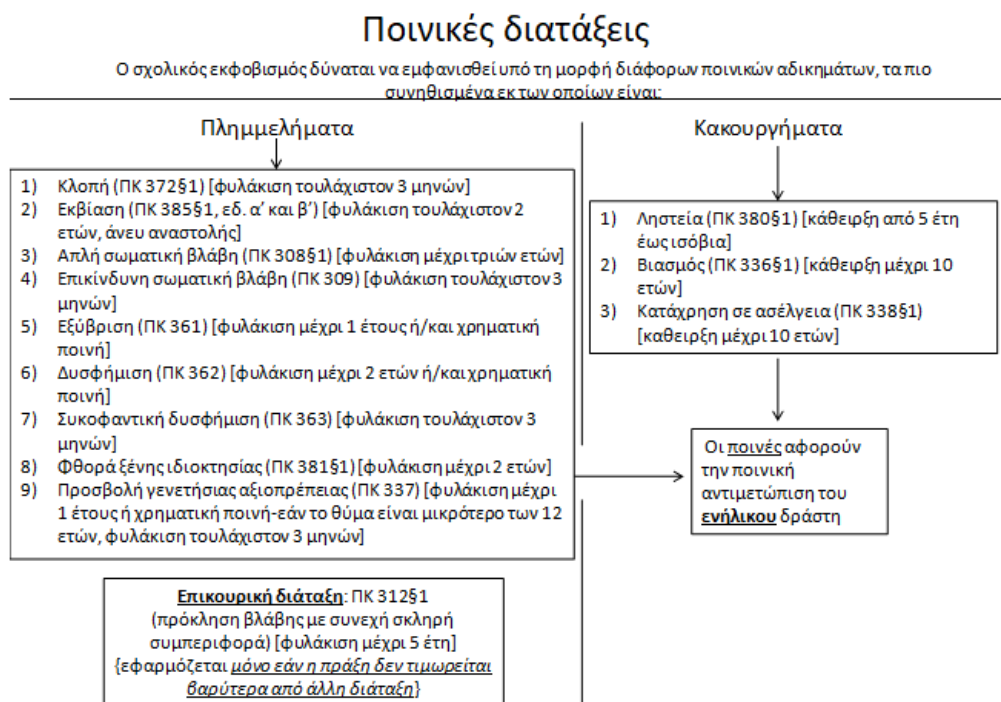 Ποινικές διατάξεις
Ο σχολικός εκφοβισμός δύναται να εμφανισθεί υπό τη μορφή διάφορων ποινικών αδικημάτων, τα πιο
συνηθισμένα εκ των οποίων είναι:
Πλημμελήματα
1) Κλοπή (ΠΚ 372§1) [φυλάκιση τουλάχιστον 3 μηνών]
2) Εκβίαση (ΠΚ 385§1, εδ. α’ και β’) [φυλάκιση τουλάχιστον 2
ετών, άνευ αναστολής]
3) Απλή σωματική βλάβη (ΠΚ 308§1) [φυλάκιση μέχρι τριών ετών]
4) Επικίνδυνη σωματική βλάβη (ΠΚ 309) [φυλάκιση τουλάχιστον 3
μηνών]
5) Εξύβριση (ΠΚ 361) [φυλάκιση μέχρι 1 έτους ή/και χρηματική
ποινή]
6) Δυσφήμιση (ΠΚ 362) [φυλάκιση μέχρι 2 ετών ή/και χρηματική
ποινή]
7) Συκοφαντική δυσφήμιση (ΠΚ 363) [φυλάκιση τουλάχιστον 3
μηνών]
8) Φθορά ξένης ιδιοκτησίας (ΠΚ 381§1) [φυλάκιση μέχρι 2 ετών]
9) Προσβολή γενετήσιας αξιοπρέπειας (ΠΚ 337) [φυλάκιση μέχρι
1 έτους ή χρηματική ποινή-εάν το θύμα είναι μικρότερο των 12
ετών, φυλάκιση τουλάχιστον 3 μηνών]
Επικουρική διάταξη: ΠΚ 312§1
(πρόκληση βλάβης με συνεχή σκληρή
συμπεριφορά) [φυλάκιση μέχρι 5 έτη]
{εφαρμόζεται μόνο εάν η πράξη δεν τιμωρείται
βαρύτερα από άλλη διάταξη}
Κακουργήματα
1) Ληστεία (ΠΚ 380§1) [κάθειρξη από 5 έτη
έως ισόβια]
2) Βιασμός (ΠΚ 336§1) [κάθειρξη μέχρι 10
ετών]
3) Κατάχρηση σε ασέλγεια (ΠΚ 338§1)
[καθειρξη μέχρι 10 ετών]
Οι ποινές αφορούν
την ποινική
αντιμετώπιση του
ενήλικου δράστη